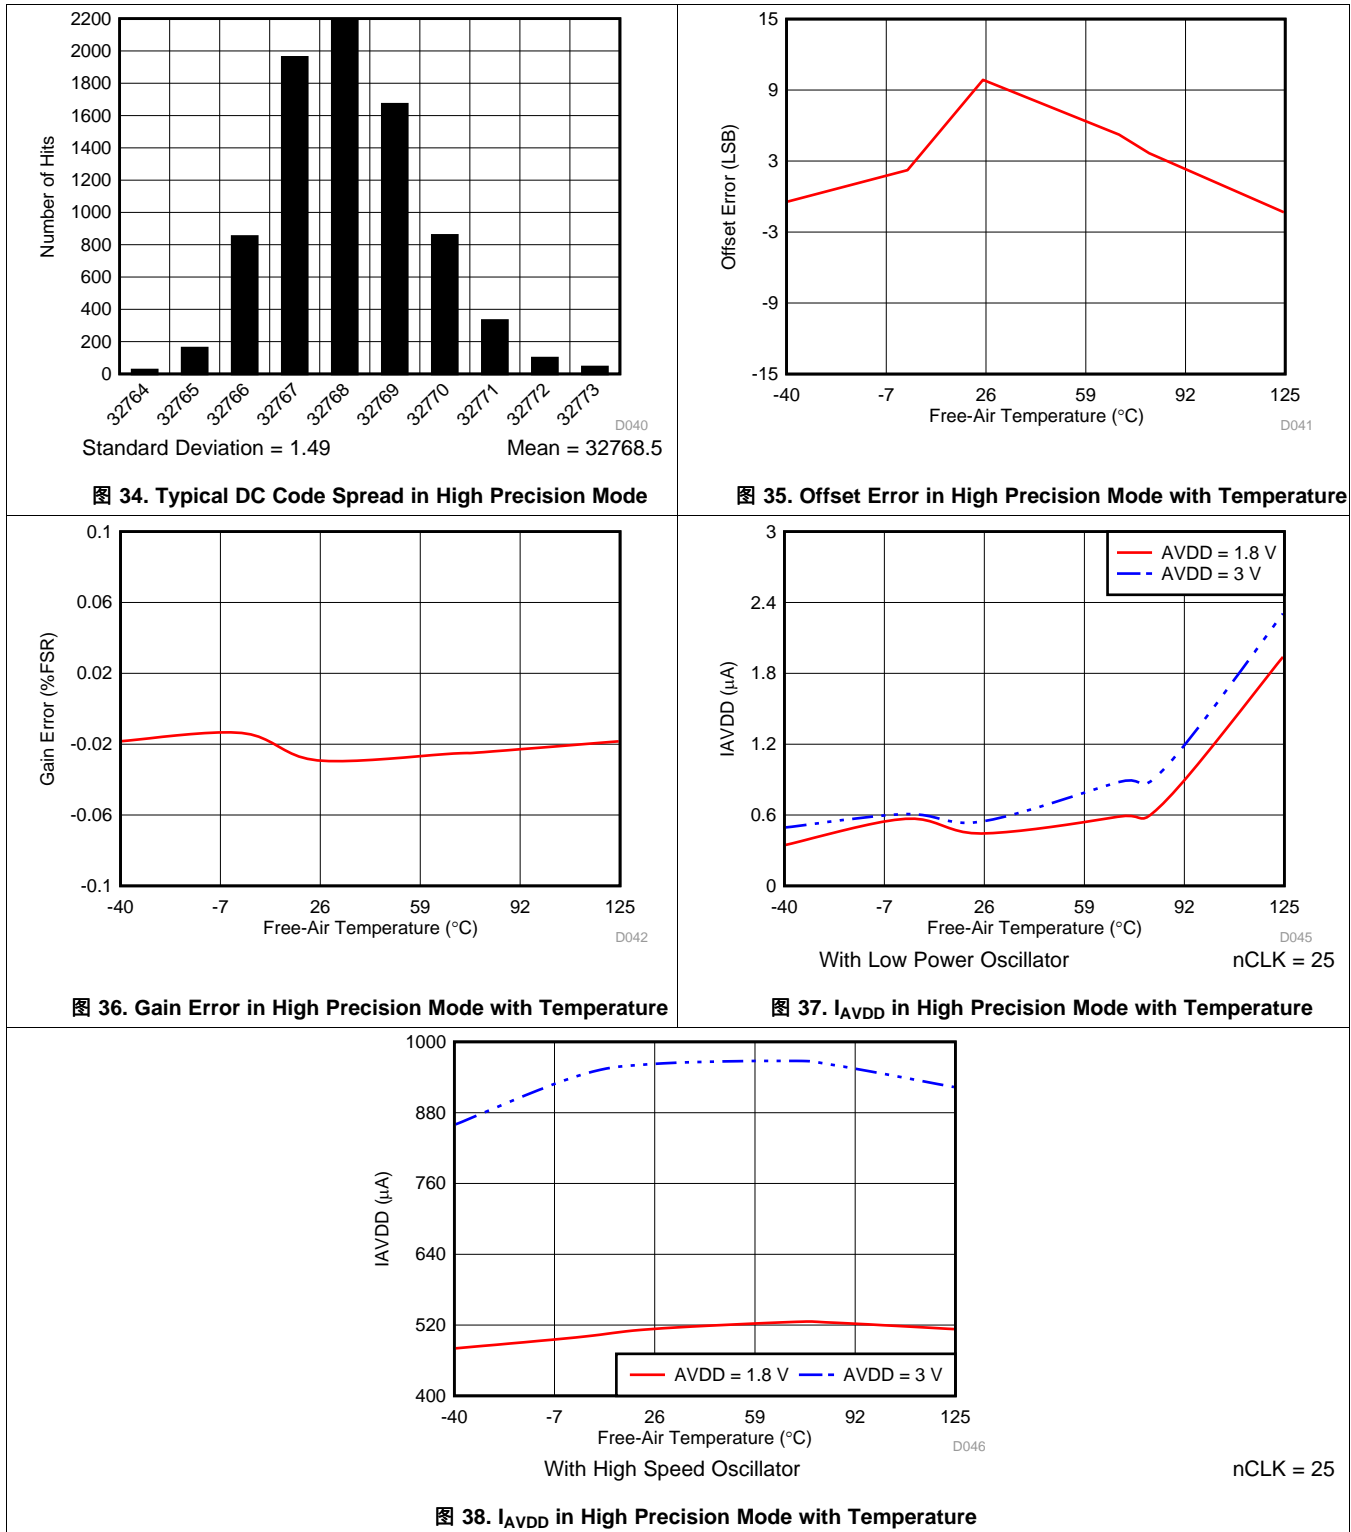 2200
2000
1800
1600
1400
1200
1000
800
600
400
200
0
Number of Hits
32764
32765
32766
32767
32768
32769
32770
32771
32772
32773
D040
Standard Deviation = 1.49
Mean = 32768.5
图 34. Typical DC Code Spread in High Precision Mode
15
9
3
-3
-9
-15
Offset Error (LSB)
-40
-7
26
59
92
125
Free-Air Temperature (°C)
D041
图 35. Offset Error in High Precision Mode with Temperature
0.1
0.06
0.02
-0.02
-0.06
-0.1
Gain Error (%FSR)
-40
-7
26
59
92
125
Free-Air Temperature (°C)
D042
图 36. Gain Error in High Precision Mode with Temperature
3
2.4
1.8
1.2
0.6
0
IAVDD (μA)
AVDD = 1.8 V
AVDD = 3 V
-40
-7
26
59
92
125
Free-Air Temperature (°C)
D045
With Low Power Oscillator
nCLK = 25
图 37. IAVDD in High Precision Mode with Temperature
1000
880
760
640
520
400
IAVDD (μA)
AVDD = 1.8 V
AVDD = 3 V
-40
-7
26
59
92
125
Free-Air Temperature (°C)
D046
With High Speed Oscillator
nCLK = 25
图 38. IAVDD in High Precision Mode with Temperature